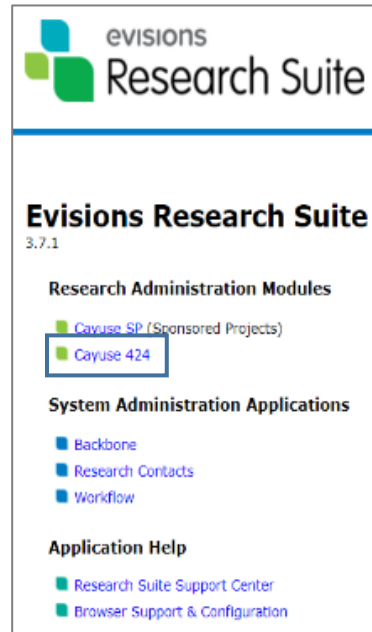 evisions
Research Suite
Evisions Research Suite
3.7.1
Research Administration Modules
Cayuse SP (Sponsored Projects)
Cayuse 424
System Administration Applications
Backbone
Research Contacts
Workflow
Application Help
Research Suite Support Center
Browser Support & Configuration